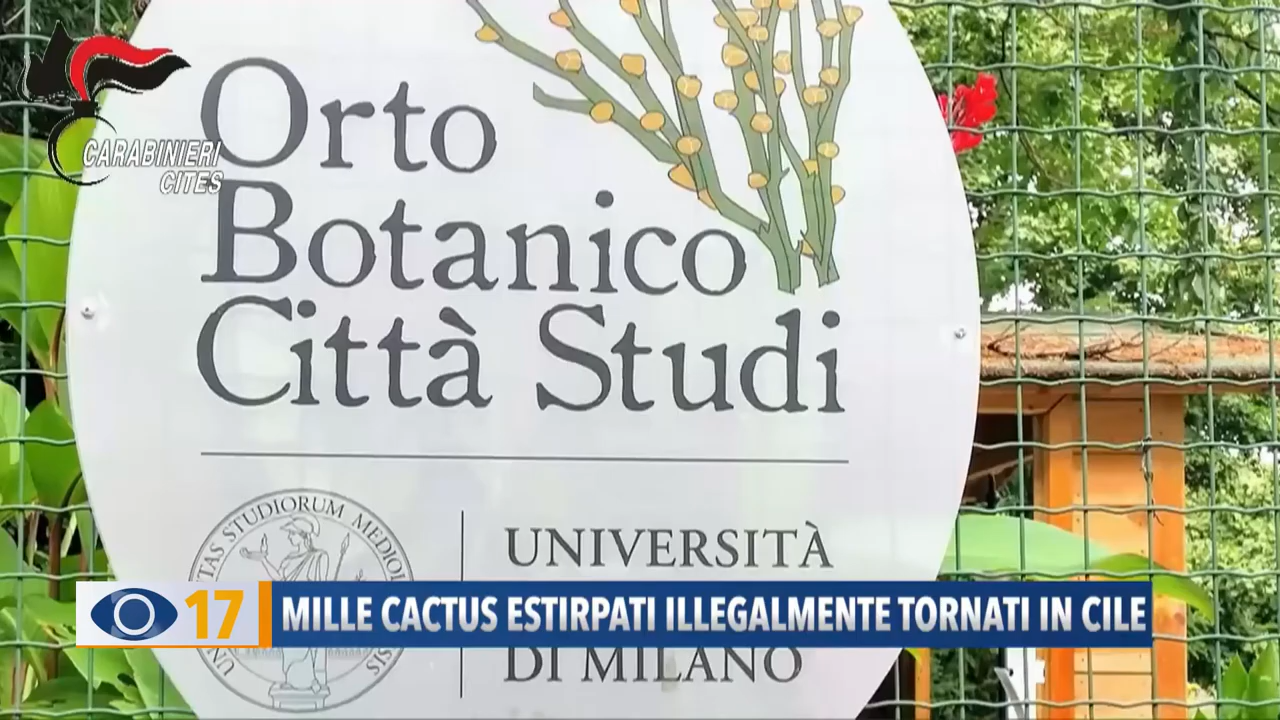 CARABINIERI
CITES
Orto
Botanico
Città Studi
UNIVERSITÀ
DI MILANO
17 MILLE CACTUS ESTIRPATI ILLEGALMENTE TORNATI IN CILE